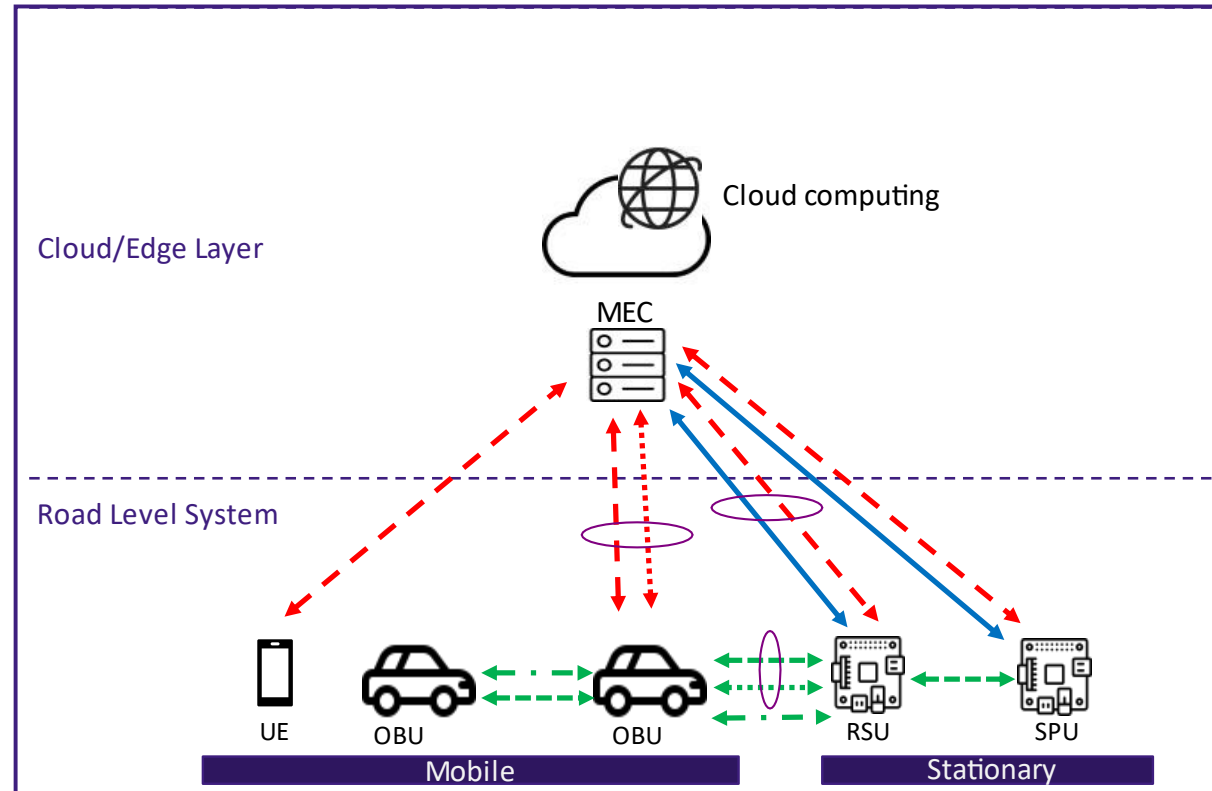 Cloud computing
Cloud/Edge Layer
MEC
Road Level System
UE
OBU
OBU
RSU
SPU
Mobile
Stationary